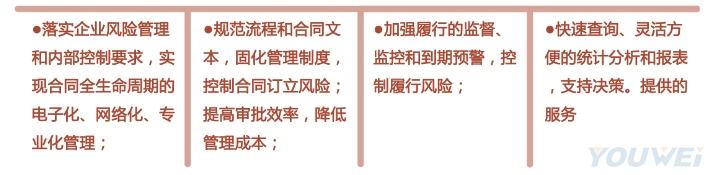 ●落实企业风险管理
和内部控制要求，实
现合同全生命周期的
电子化、网络化、专
业化管理；
●规范流程和合同文
本，固化管理制度，
控制合同订立风险；
提高审批效率，降低
管理成本；
●加强履行的监督、
监控和到期预警，控
制履行风险；
●快速查询、灵活方
便的统计分析和报表
，支持决策。提供的
服务
YOUWEi